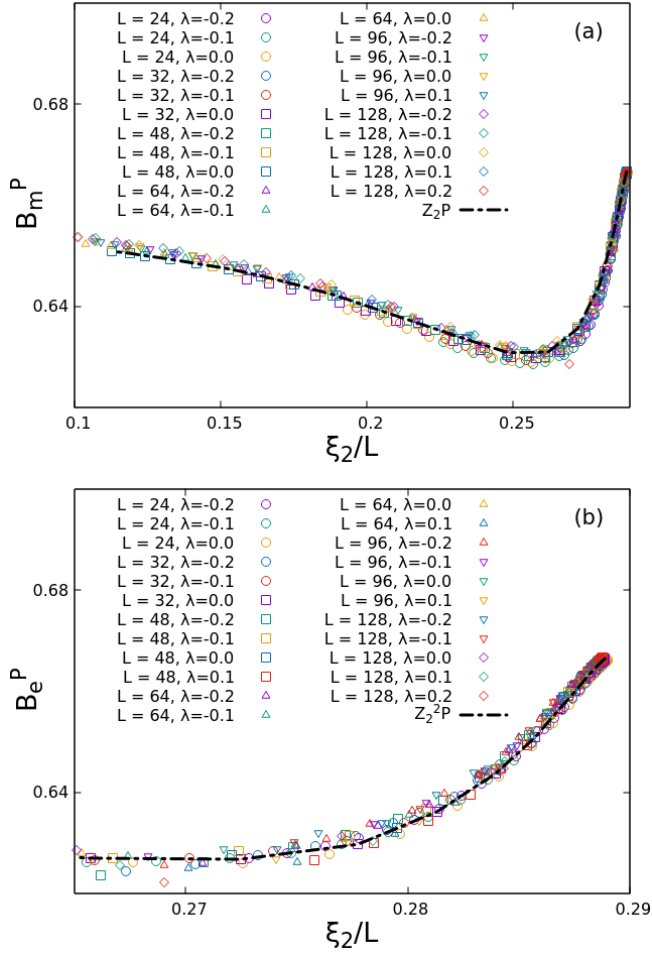 (a)
L = 24, λ=-0.2
L = 24, λ=-0.1
L = 24, λ=0.0
L = 32, λ=-0.2
L = 32, λ=-0.1
L = 32, λ=0.0
L = 48, λ=-0.2
L = 48, λ=-0.1
L = 48, λ=0.0
L = 64, λ=-0.2
L = 64, λ=-0.1
L = 64, λ=0.0
L = 96, λ=-0.2
L = 96, λ=-0.1
L = 96, λ=0.0
L = 96, λ=0.1
L = 128, λ=-0.2
L = 128, λ=-0.1
L = 128, λ=0.0
L = 128, λ=0.1
L = 128, λ=0.2
Z₂P
0.68
0.64
Bₘᴾ
0.1 0.15 0.2 0.25
ξ₂/L
(b)
L = 24, λ=-0.2
L = 24, λ=-0.1
L = 24, λ=0.0
L = 32, λ=-0.2
L = 32, λ=-0.1
L = 32, λ=0.0
L = 48, λ=-0.2
L = 48, λ=-0.1
L = 48, λ=0.0
L = 48, λ=0.1
L = 64, λ=-0.2
L = 64, λ=-0.1
L = 64, λ=0.0
L = 64, λ=0.1
L = 96, λ=-0.2
L = 96, λ=-0.1
L = 96, λ=0.0
L = 96, λ=0.1
L = 128, λ=-0.2
L = 128, λ=-0.1
L = 128, λ=0.0
L = 128, λ=0.1
L = 128, λ=0.2
Z₂²P
0.68
0.64
Bₑᴾ
0.27 0.28 0.29
ξ₂/L